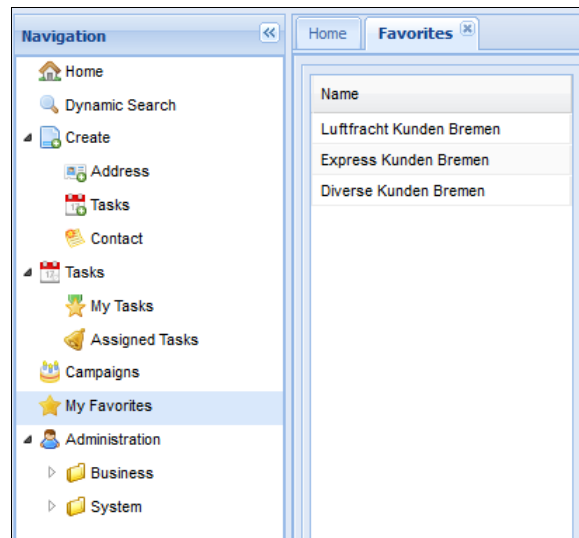 Navigation
Home
Dynamic Search
Create
Address
Tasks
Contact
Tasks
My Tasks
Assigned Tasks
Campaigns
My Favorites
Administration
Business
System
Home Favorites
Name
Luftfracht Kunden Bremen
Express Kunden Bremen
Diverse Kunden Bremen